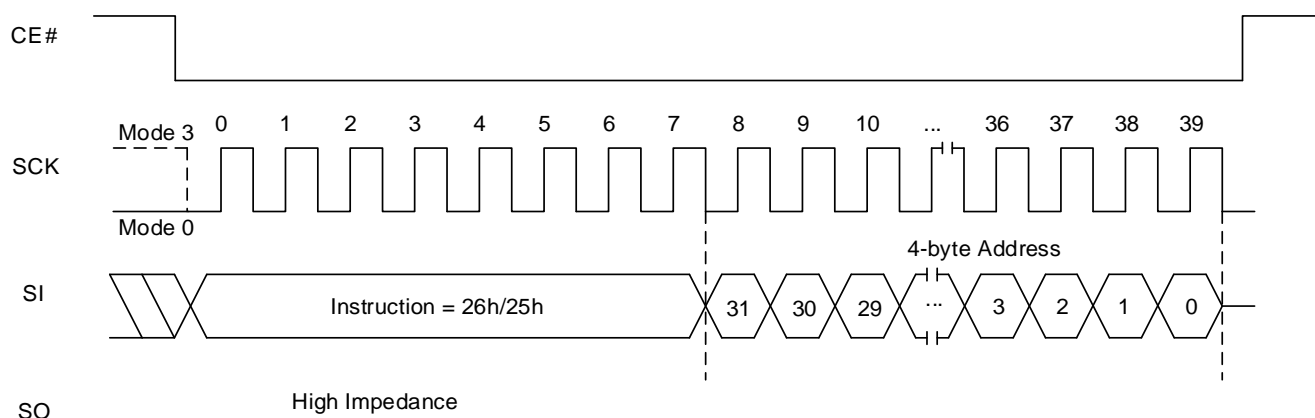 CE#
0 1 2 3 4 5 6 7 8 9 10 ... 36 37 38 39
Mode 3
SCK
Mode 0
4-byte Address
SI
Instruction = 26h/25h 31 30 29 ... 3 2 1 0
High Impedance
SO